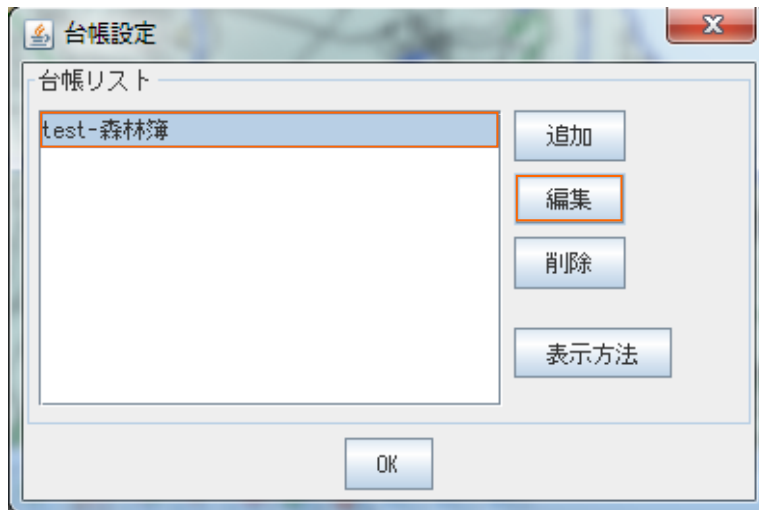 台帳設定
台帳リスト
test-森林簿
追加
編集
削除
表示方法
OK